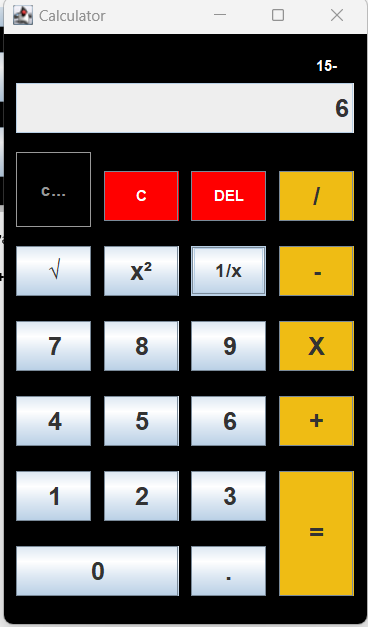 Calculator
15-
6
c...
C
DEL
/
√
x²
1/x
-
7
8
9
X
4
5
6
+
1
2
3
=
0
.